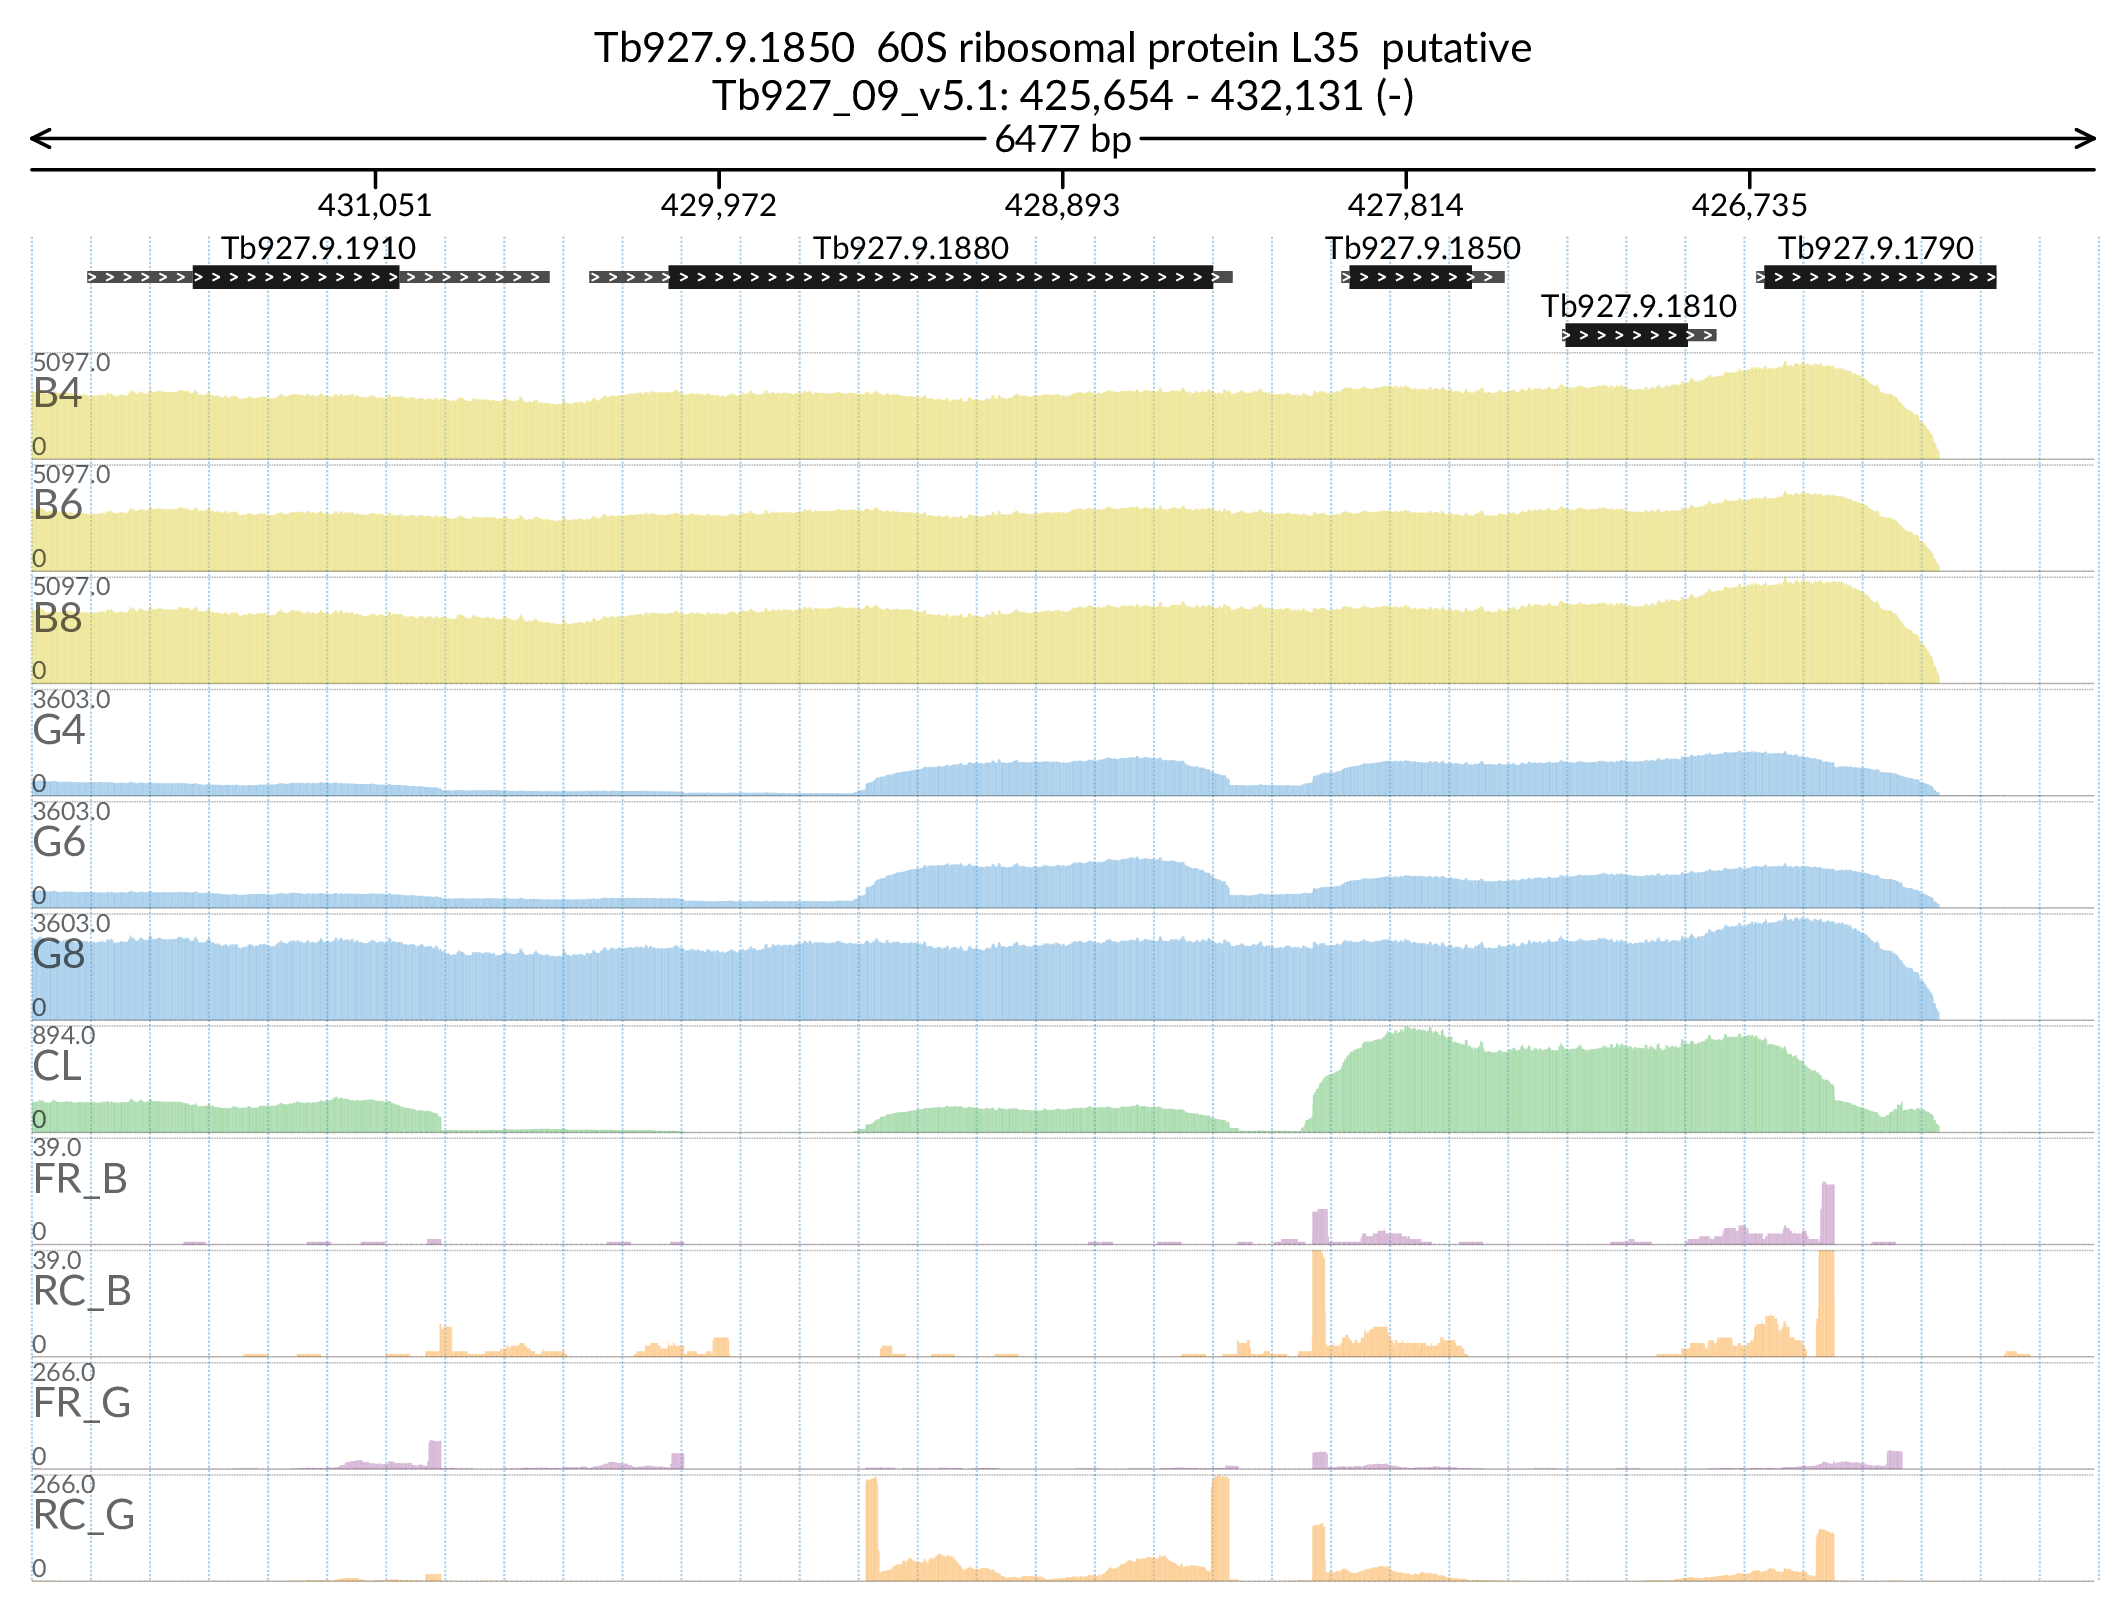 Tb927.9.1850 60S ribosomal protein L35 putative
Tb927_09_v5.1: 425,654 - 432,131 (-)
6477 bp
431,051 429,972 428,893 427,814 426,735
Tb927.9.1910 Tb927.9.1880 Tb927.9.1850 Tb927.9.1790
Tb927.9.1810
5097.0
B4
0
5097.0
B6
0
5097.0
B8
0
3603.0
G4
0
3603.0
G6
0
3603.0
G8
0
894.0
CL
0
39.0
FR_B
0
39.0
RC_B
0
266.0
FR_G
0
266.0
RC_G
0